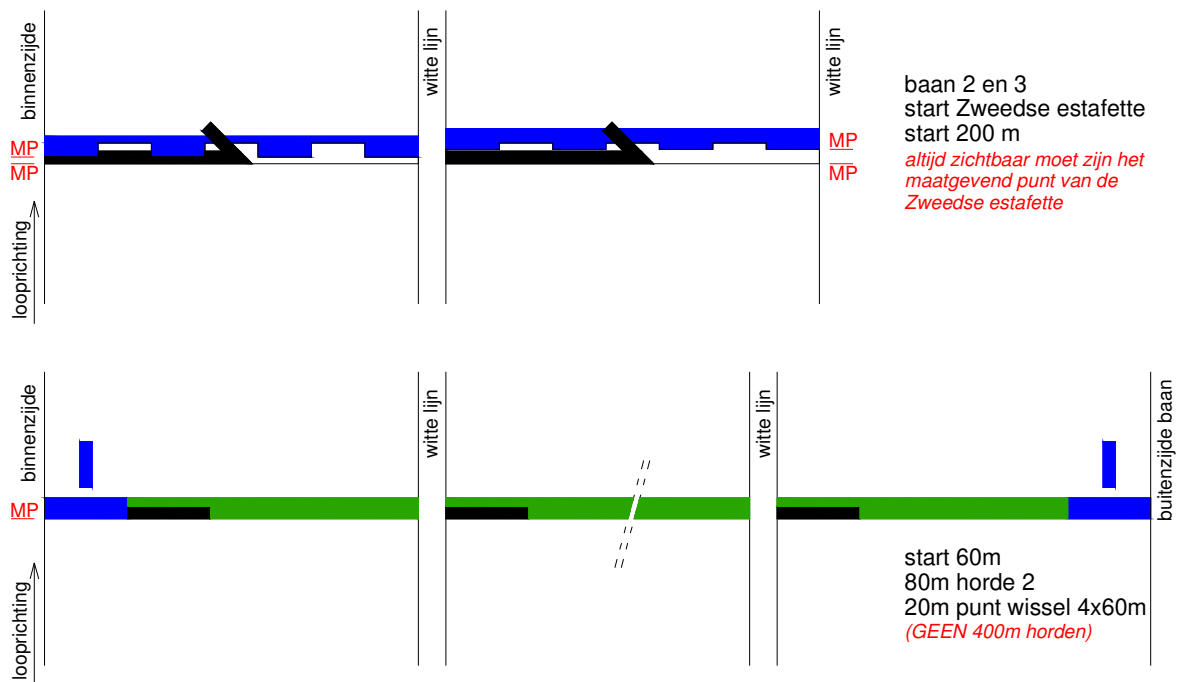 binnenzijde
witte lijn
witte lijn
MP
MP
MP
MP
looprichting
baan 2 en 3
start Zweedse estafette
start 200 m
altijd zichtbaar moet zijn het
maatgevend punt van de
Zweedse estafette
binnenzijde
witte lijn
witte lijn
buitenzijde baan
MP
looprichting
start 60m
80m horde 2
20m punt wissel 4x60m
(GEEN 400m horden)